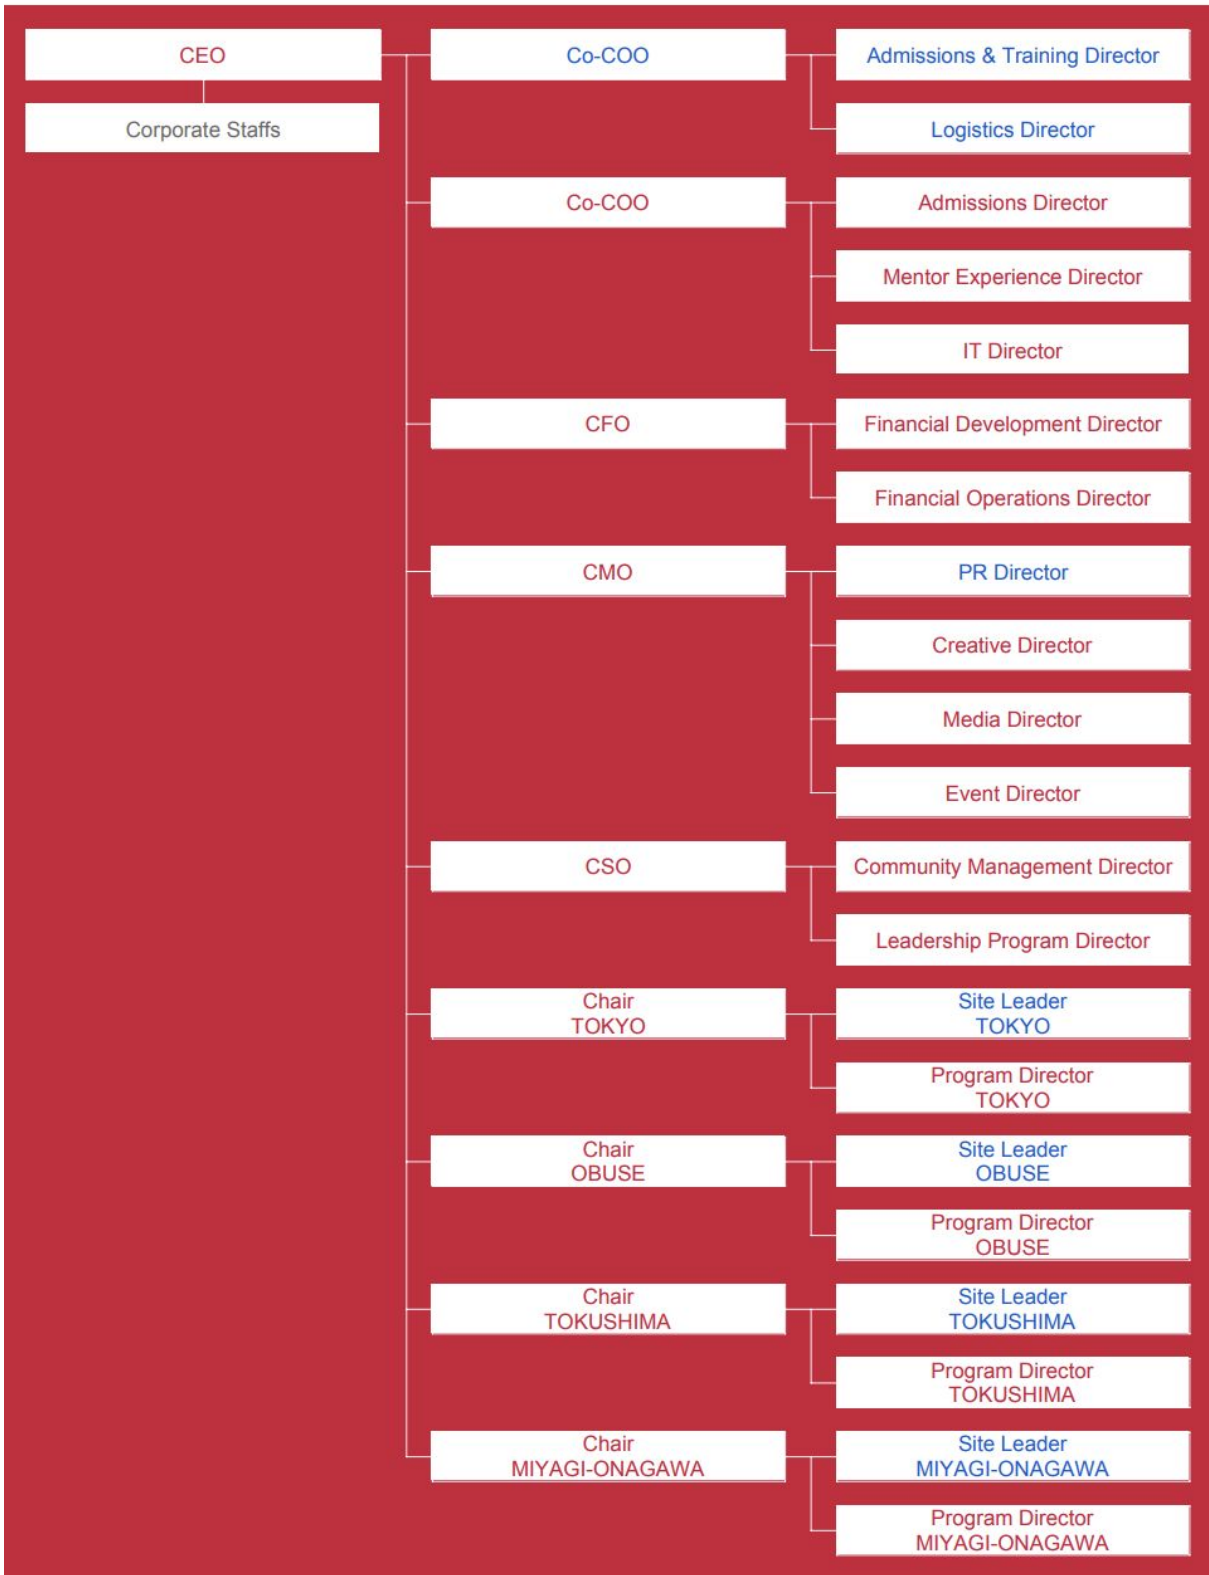 CEO
Corporate Staffs
Co-COO
Admissions & Training Director
Logistics Director
Co-COO
Admissions Director
Mentor Experience Director
IT Director
CFO
Financial Development Director
Financial Operations Director
CMO
PR Director
Creative Director
Media Director
Event Director
CSO
Community Management Director
Leadership Program Director
Chair
TOKYO
Site Leader
TOKYO
Program Director
TOKYO
Chair
OBUSE
Site Leader
OBUSE
Program Director
OBUSE
Chair
TOKUSHIMA
Site Leader
TOKUSHIMA
Program Director
TOKUSHIMA
Chair
MIYAGI-ONAGAWA
Site Leader
MIYAGI-ONAGAWA
Program Director
MIYAGI-ONAGAWA